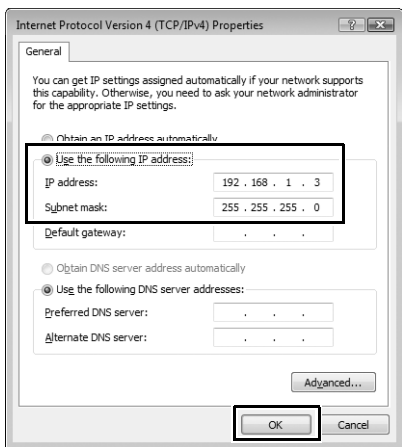 Internet Protocol Version 4 (TCP/IPv4) Properties
General
You can get IP settings assigned automatically if your network supports
this capability. Otherwise, you need to ask your network administrator
for the appropriate IP settings.
Obtain an IP address automatically
Use the following IP address:
IP address: 192 . 168 . 1 . 3
Subnet mask: 255 . 255 . 255 . 0
Default gateway: . . .
Obtain DNS server address automatically
Use the following DNS server addresses:
Preferred DNS server: . . .
Alternate DNS server: . . .
Advanced...
OK Cancel